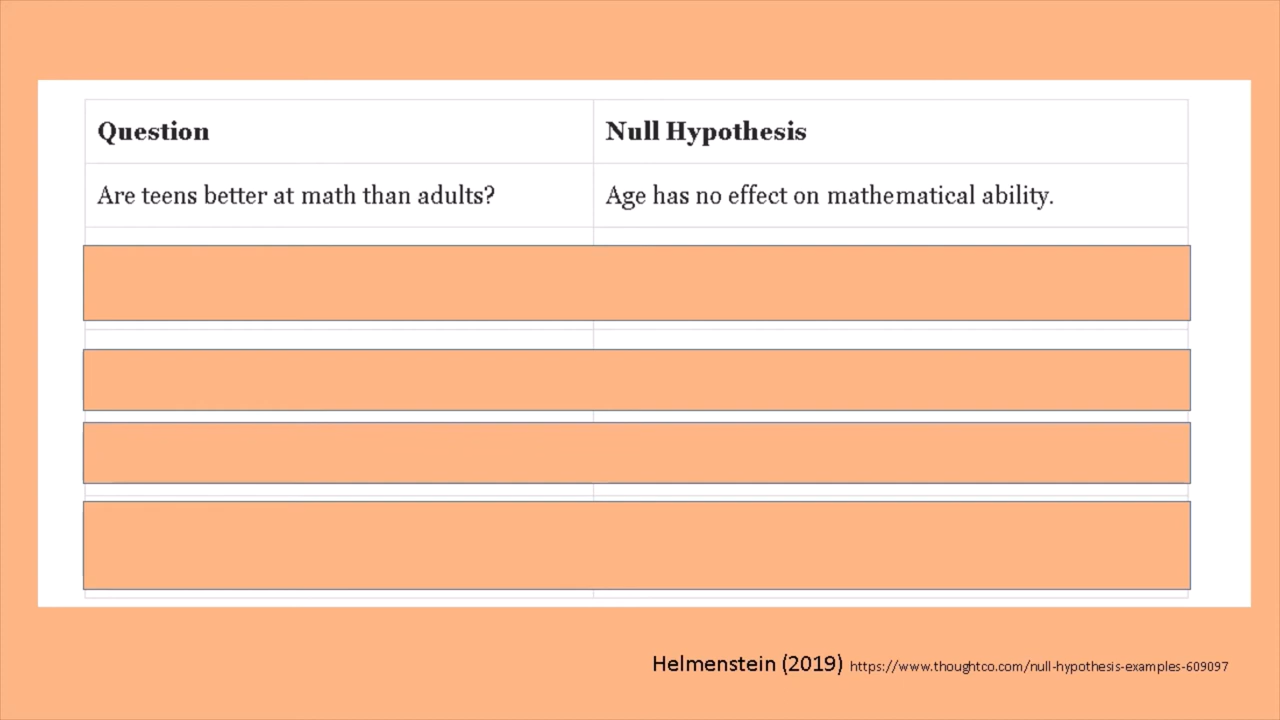 Question
Null Hypothesis
Are teens better at math than adults?
Age has no effect on mathematical ability.
Helmenstein (2019) https://www.thoughtco.com/null-hypothesis-examples-609097